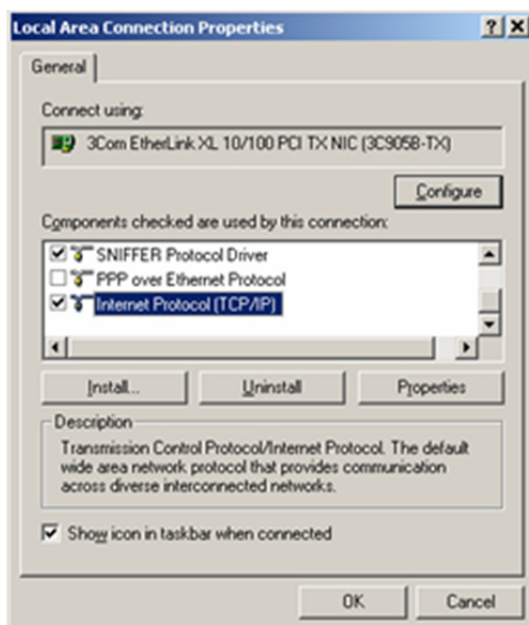 Local Area Connection Properties
General
Connect using:
3Com EtherLink XL 10/100 PCI TX NIC (3C905B-TX)
Configure
Components checked are used by this connection:
SNIFFER Protocol Driver
PPP over Ethernet Protocol
Internet Protocol (TCP/IP)
Install... Uninstall Properties
Description
Transmission Control Protocol/Internet Protocol. The default
wide area network protocol that provides communication
across diverse interconnected networks.
Show icon in taskbar when connected
OK Cancel